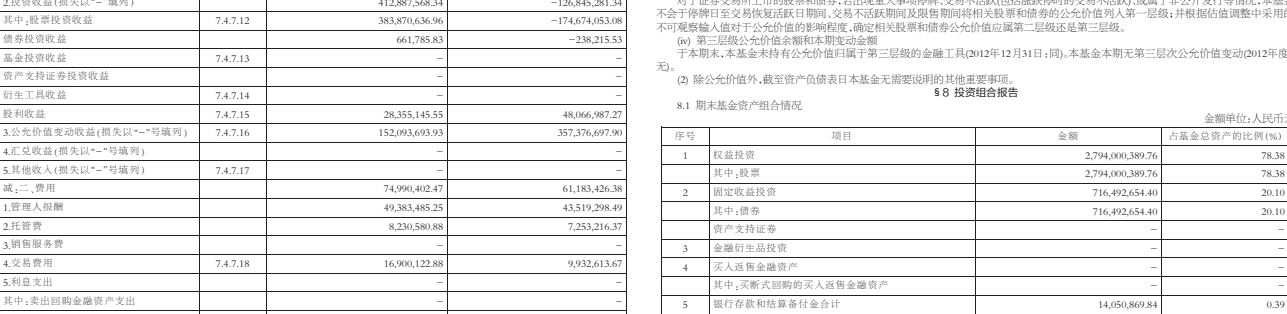 2.投资收益(损失以“-”填列) 412,887,568.34 -126,845,281.34
其中:股票投资收益 7.4.7.12 383,870,636.96 -174,674,053.08
债券投资收益 661,785.83 -238,215.53
基金投资收益 7.4.7.13 - -
资产支持证券投资收益 - -
衍生工具收益 7.4.7.14 - -
股利收益 7.4.7.15 28,355,145.55 48,066,987.27
3.公允价值变动收益(损失以“-”号填列) 7.4.7.16 152,093,693.93 357,376,697.90
4.汇兑收益(损失以“-”号填列) - -
5.其他收入(损失以“-”号填列) 7.4.7.17 - -
减:二、费用 74,990,402.47 61,183,426.38
1.管理人报酬 49,383,485.25 43,519,298.49
2.托管费 8,230,580.88 7,253,216.37
3.销售服务费 - -
4.交易费用 7.4.7.18 16,900,122.88 9,932,613.67
5.利息支出 - -
其中:卖出回购金融资产支出 - -
不会于停牌日至交易恢复活跃日期间、交易不活跃期间及限售期间将相关股票和债券的公允价值列入第一层级;并根据估值调整中采用的
不可观察输入值对于公允价值的影响程度,确定相关股票和债券公允价值应属第二层级还是第三层级。
(iv) 第三层级公允价值余额和本期变动金额
于本期末,本基金未持有公允价值归属于第三层级的金融工具(2012年12月31日:同)。本基金本期无第三层次公允价值变动(2012年度
无)。
(2) 除公允价值外,截至资产负债表日本基金无需要说明的其他重要事项。
§8 投资组合报告
8.1 期末基金资产组合情况
金额单位:人民币
序号 项目 金额 占基金总资产的比例(%)
1 权益投资 2,794,000,389.76 78.38
其中:股票 2,794,000,389.76 78.38
2 固定收益投资 716,492,654.40 20.10
其中:债券 716,492,654.40 20.10
资产支持证券 - -
3 金融衍生品投资 - -
4 买入返售金融资产 - -
其中:买断式回购的买入返售金融资产 - -
5 银行存款和结算备付金合计 14,050,869.84 0.39